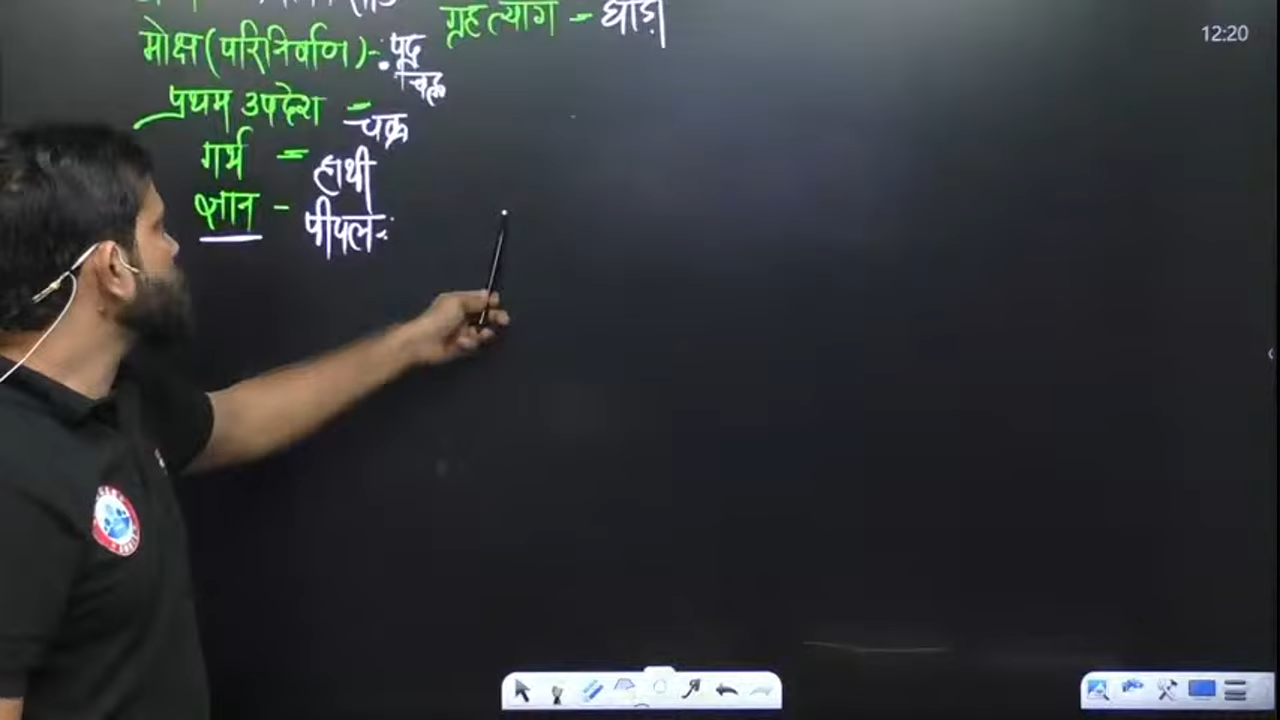 गृहत्याग = घोड़ा
12:20
मोक्ष (परिनिर्वाण) - पद
चिह्न
प्रथम उपदेश =
चक्र
गर्भ = हाथी
ज्ञान - पीपल